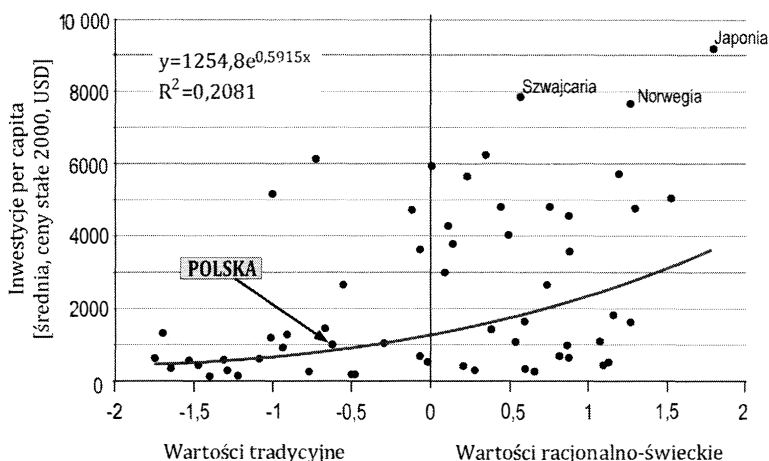 Inwestycje per capita
[średnia, ceny stałe 2000, USD]
10 000
8000
6000
4000
2000
0
y=1254,8e^0,5915x
R²=0,2081
Japonia
Szwajcaria
Norwegia
POLSKA
-2
-1,5
-1
-0,5
0
0,5
1
1,5
2
Wartości tradycyjne
Wartości racjonalno-świeckie